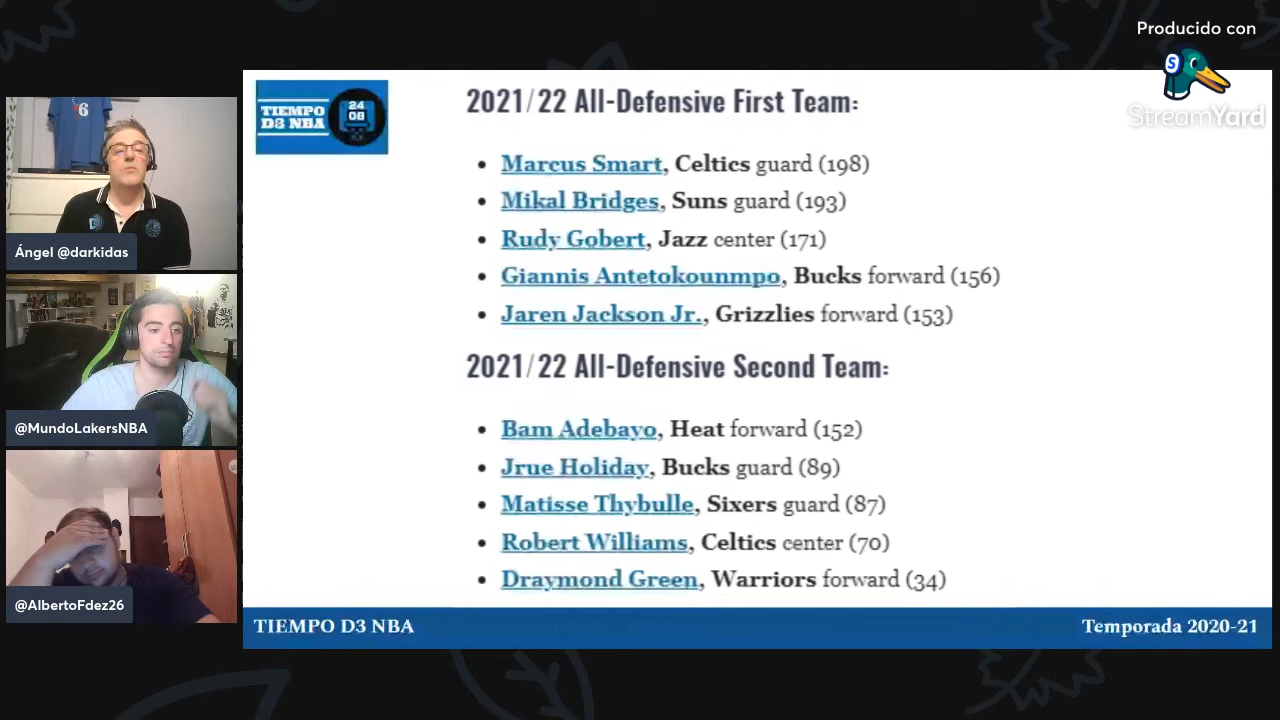 Producido con
S
StreamYard
TIEMPO
D3 NBA
24
08
2021/22 All-Defensive First Team:
• Marcus Smart, Celtics guard (198)
• Mikal Bridges, Suns guard (193)
• Rudy Gobert, Jazz center (171)
• Giannis Antetokounmpo, Bucks forward (156)
• Jaren Jackson Jr., Grizzlies forward (153)
2021/22 All-Defensive Second Team:
• Bam Adebayo, Heat forward (152)
• Jrue Holiday, Bucks guard (89)
• Matisse Thybulle, Sixers guard (87)
• Robert Williams, Celtics center (70)
• Draymond Green, Warriors forward (34)
TIEMPO D3 NBA
Temporada 2020-21
6
Ángel @darkidas
@MundoLakersNBA
@AlbertoFdez26